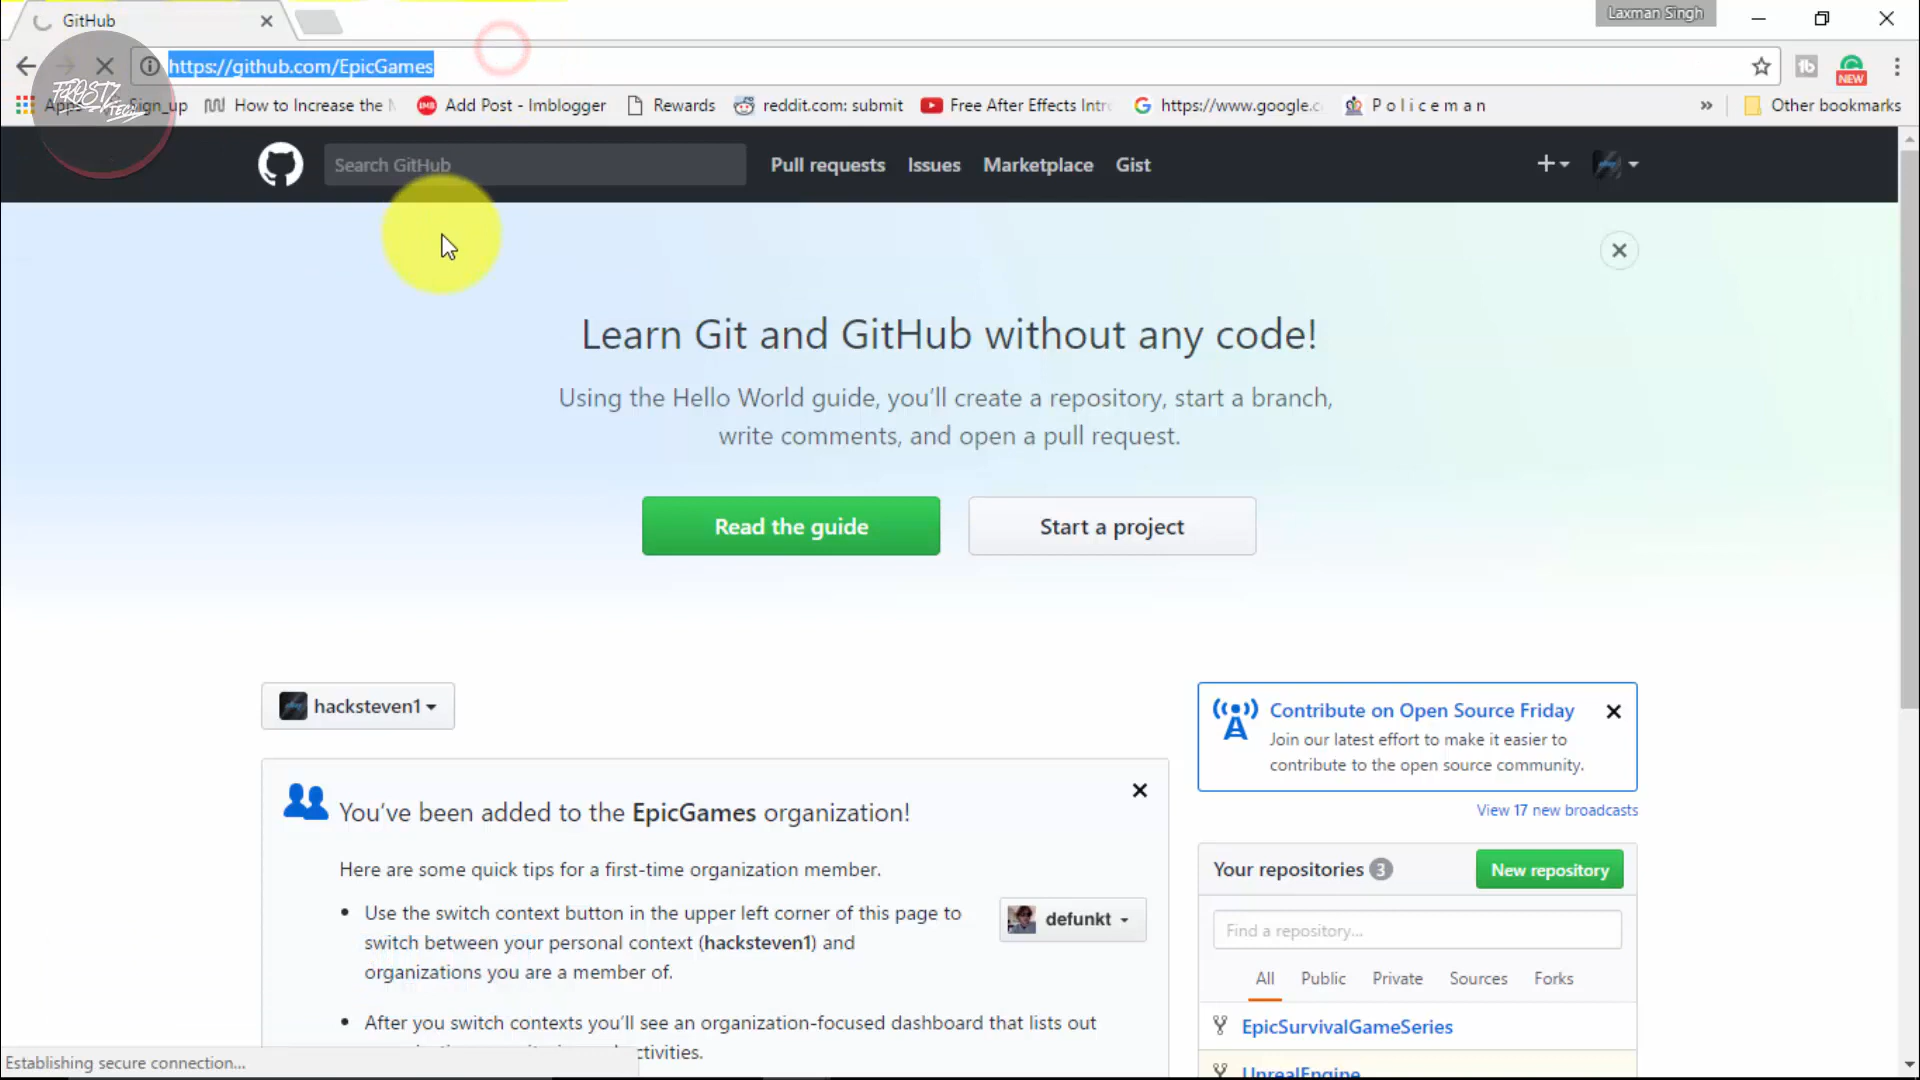 GitHub
Laxman Singh
https://github.com/EpicGames
NEW
FROSTZ
TECH
Apps
Sign_up
How to Increase the
Add Post - Imblogger
Rewards
reddit.com: submit
Free After Effects Intr
https://www.google.c
P o l i c e m a n
»
Other bookmarks
Search GitHub
Pull requests
Issues
Marketplace
Gist
Learn Git and GitHub without any code!
Using the Hello World guide, you'll create a repository, start a branch,
write comments, and open a pull request.
Read the guide
Start a project
hacksteven1
You've been added to the EpicGames organization!
Here are some quick tips for a first-time organization member.
• Use the switch context button in the upper left corner of this page to
switch between your personal context (hacksteven1) and
organizations you are a member of.
defunkt
• After you switch contexts you'll see an organization-focused dashboard that lists out
Contribute on Open Source Friday
Join our latest effort to make it easier to
contribute to the open source community.
View 17 new broadcasts
Your repositories 3
New repository
Find a repository...
All
Public
Private
Sources
Forks
EpicSurvivalGameSeries
UnrealEngine
Establishing secure connection...